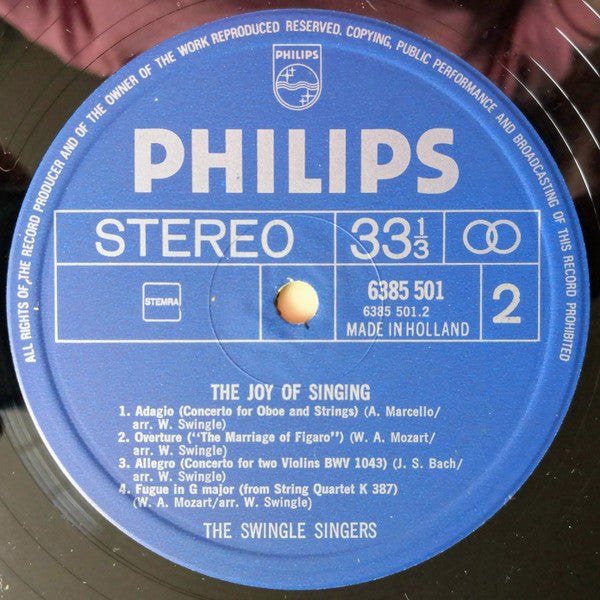 ALL RIGHTS OF THE RECORD PRODUCER AND OF THE OWNER OF THE WORK REPRODUCED RESERVED. COPYING, PUBLIC PERFORMANCE AND BROADCASTING OF THIS RECORD PROHIBITED
PHILIPS
PHILIPS
STEREO
33⅓
STEMRA
6385 501
6385 501.2
MADE IN HOLLAND
2
THE JOY OF SINGING
1. Adagio (Concerto for Oboe and Strings) (A. Marcello/
arr. W. Swingle)
2. Overture (“The Marriage of Figaro”) (W. A. Mozart/
arr. W. Swingle)
3. Allegro (Concerto for two Violins BWV 1043) (J. S. Bach/
arr. W. Swingle)
4. Fugue in G major (from String Quartet K 387)
(W. A. Mozart/arr. W. Swingle)
THE SWINGLE SINGERS